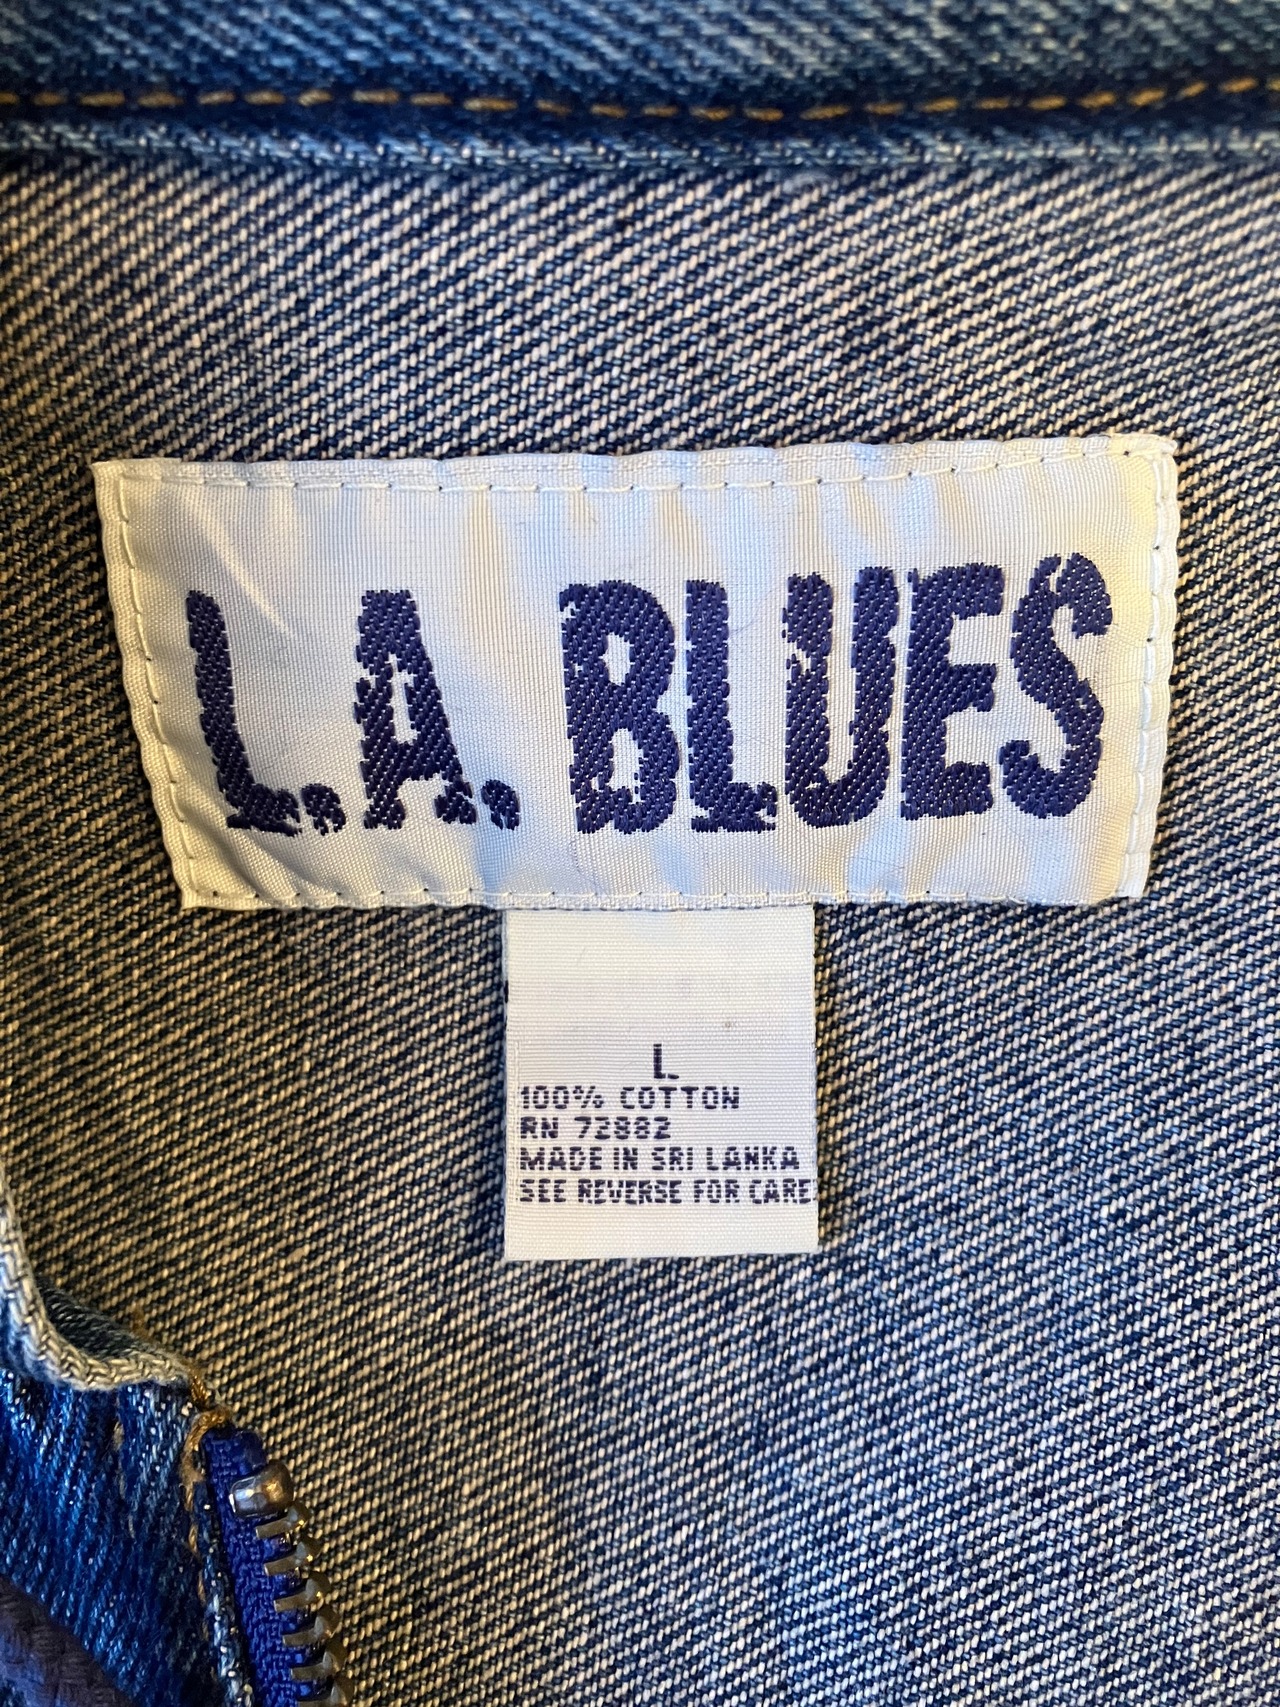 L.A. BLUES
L
100% COTTON
RN 72882
MADE IN SRI LANKA
SEE REVERSE FOR CARE